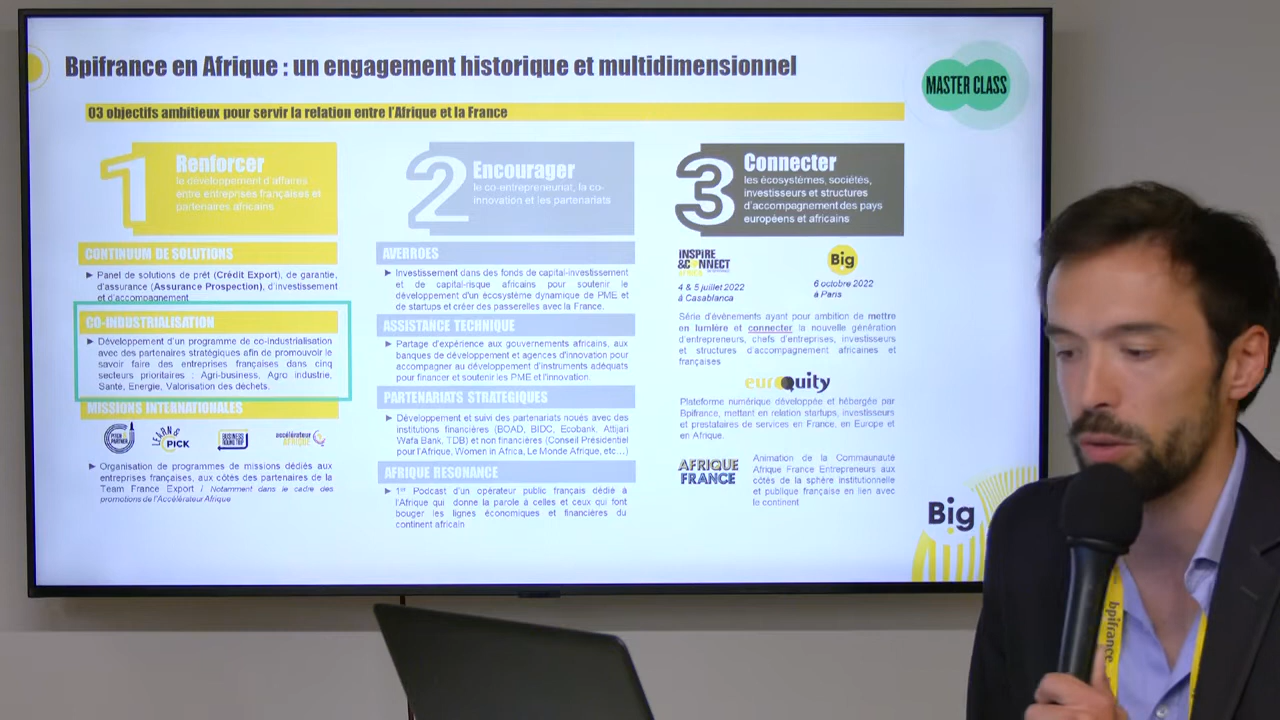 Bpifrance en Afrique : un engagement historique et multidimensionnel
MASTER CLASS
03 objectifs ambitieux pour servir la relation entre l'Afrique et la France
1
Renforcer
le développement d'affaires
entre entreprises françaises et
partenaires africains.
CONTINUUM DE SOLUTIONS
► Panel de solutions de prêt (Crédit Export), de garantie,
d'assurance (Assurance Prospection), d'investissement
et d'accompagnement
CO-INDUSTRIALISATION
► Développement d'un programme de co-industrialisation
avec des partenaires stratégiques afin de promouvoir le
savoir faire des entreprises françaises dans cinq
secteurs prioritaires : Agri-business, Agro industrie,
Santé, Energie, Valorisation des déchets.
MISSIONS INTERNATIONALES
PITCH & PARTNER
LEARN & PICK
BUSINESS ROUNDTRIP
accélérateur AFRIQUE
► Organisation de programmes de missions dédiés aux
entreprises françaises, aux côtés des partenaires de la
Team France Export / Notamment dans le cadre des
promotions de l'Accélérateur Afrique
2
Encourager
le co-entrepreneuriat, la co-
innovation et les partenariats
AVERROES
► Investissement dans des fonds de capital-investissement
et de capital-risque africains pour soutenir le
développement d'un écosystème dynamique de PME et
de startups et créer des passerelles avec la France.
ASSISTANCE TECHNIQUE
► Partage d'expérience aux gouvernements africains, aux
banques de développement et agences d'innovation pour
accompagner au développement d'instruments adéquats
pour financer et soutenir les PME et l'innovation.
PARTENARIATS STRATEGIQUES
► Développement et suivi des partenariats noués avec des
institutions financières (BOAD, BIDC, Ecobank, Attijari
Wafa Bank, TDB) et non financières (Conseil Présidentiel
pour l'Afrique, Women in Africa, Le Monde Afrique, etc…)
AFRIQUE RESONANCE
► 1er Podcast d'un opérateur public français dédié à
l'Afrique qui donne la parole à celles et ceux qui font
bouger les lignes économiques et financières du
continent africain
3
Connecter
les écosystèmes, sociétés,
investisseurs et structures
d'accompagnement des pays
européens et africains
INSPIRE
&CONNECT
4 & 5 juillet 2022
à Casablanca
Big
6 octobre 2022
à Paris
Série d'événements ayant pour ambition de mettre
en lumière et connecter la nouvelle génération
d'entrepreneurs, chefs d'entreprises, investisseurs
et structures d'accompagnement africaines et
françaises
euroQuity
Plateforme numérique développée et hébergée par
Bpifrance, mettant en relation startups, investisseurs
et prestataires de services en France, en Europe et
en Afrique.
AFRIQUE
FRANCE
Animation de la Communauté
Afrique France Entrepreneurs aux
côtés de la sphère institutionnelle
et publique française en lien avec
le continent
Big
bpifrance